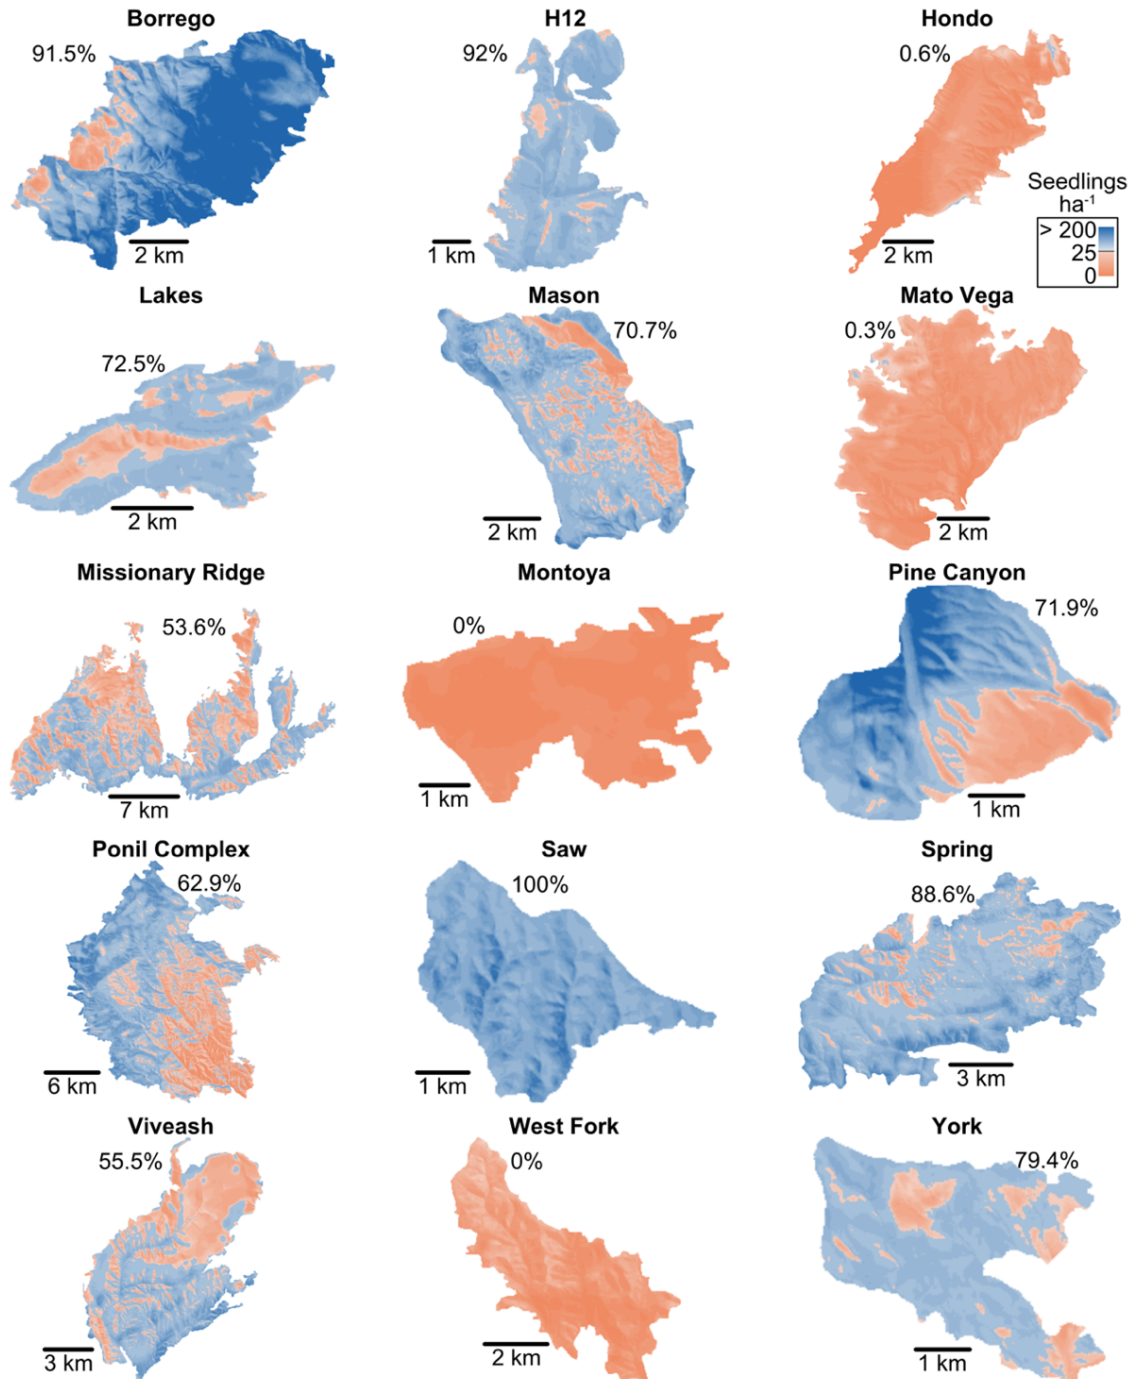 Borrego
91.5%
2 km
H12
92%
1 km
Hondo
0.6%
2 km
Seedlings
ha⁻¹
> 200
25
0
Lakes
72.5%
2 km
Mason
70.7%
2 km
Mato Vega
0.3%
2 km
Missionary Ridge
53.6%
7 km
Montoya
0%
1 km
Pine Canyon
71.9%
1 km
Ponil Complex
62.9%
6 km
Saw
100%
1 km
Spring
88.6%
3 km
Viveash
55.5%
3 km
West Fork
0%
2 km
York
79.4%
1 km